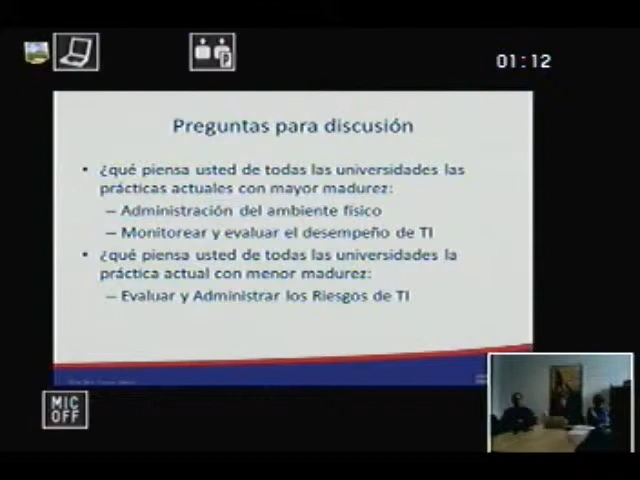 01:12
Preguntas para discusión
• ¿qué piensa usted de todas las universidades las
prácticas actuales con mayor madurez:
– Administración del ambiente físico
– Monitorear y evaluar el desempeño de TI
• ¿qué piensa usted de todas las universidades la
práctica actual con menor madurez:
– Evaluar y Administrar los Riesgos de TI
MIC
OFF